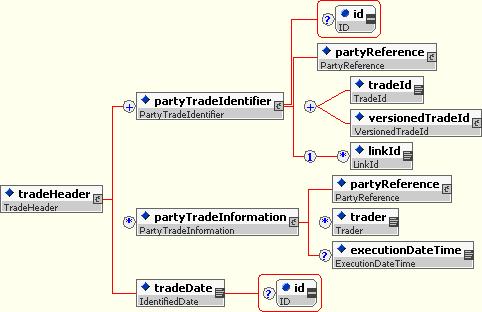 ? id
ID
partyReference
PartyReference
+ partyTradeIdentifier
PartyTradeIdentifier
+ tradeId
TradeId
versionedTradeId
VersionedTradeId
1 * linkId
LinkId
tradeHeader
TradeHeader
partyReference
PartyReference
* partyTradeInformation
PartyTradeInformation
* trader
Trader
? executionDateTime
ExecutionDateTime
tradeDate
IdentifiedDate
? id
ID